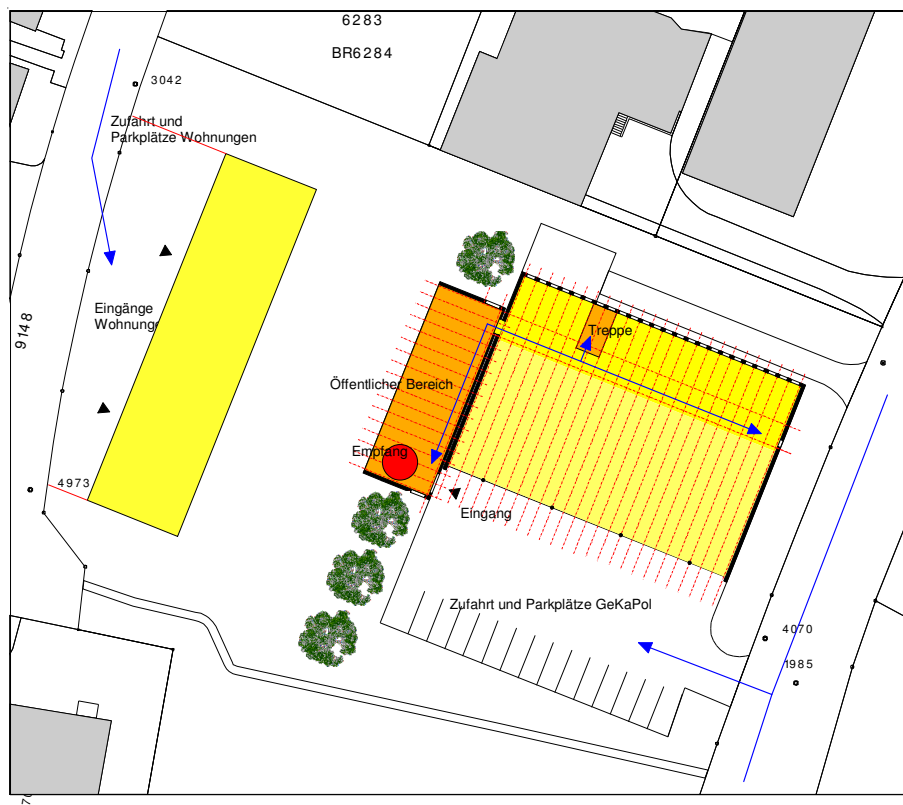 6283
BR6284
3042
Zufahrt und
Parkplätze Wohnungen
Eingänge
Wohnunge
9148
Treppe
Öffentlicher Bereich
Empfang
4973
Eingang
Zufahrt und Parkplätze GeKaPol
4070
1985